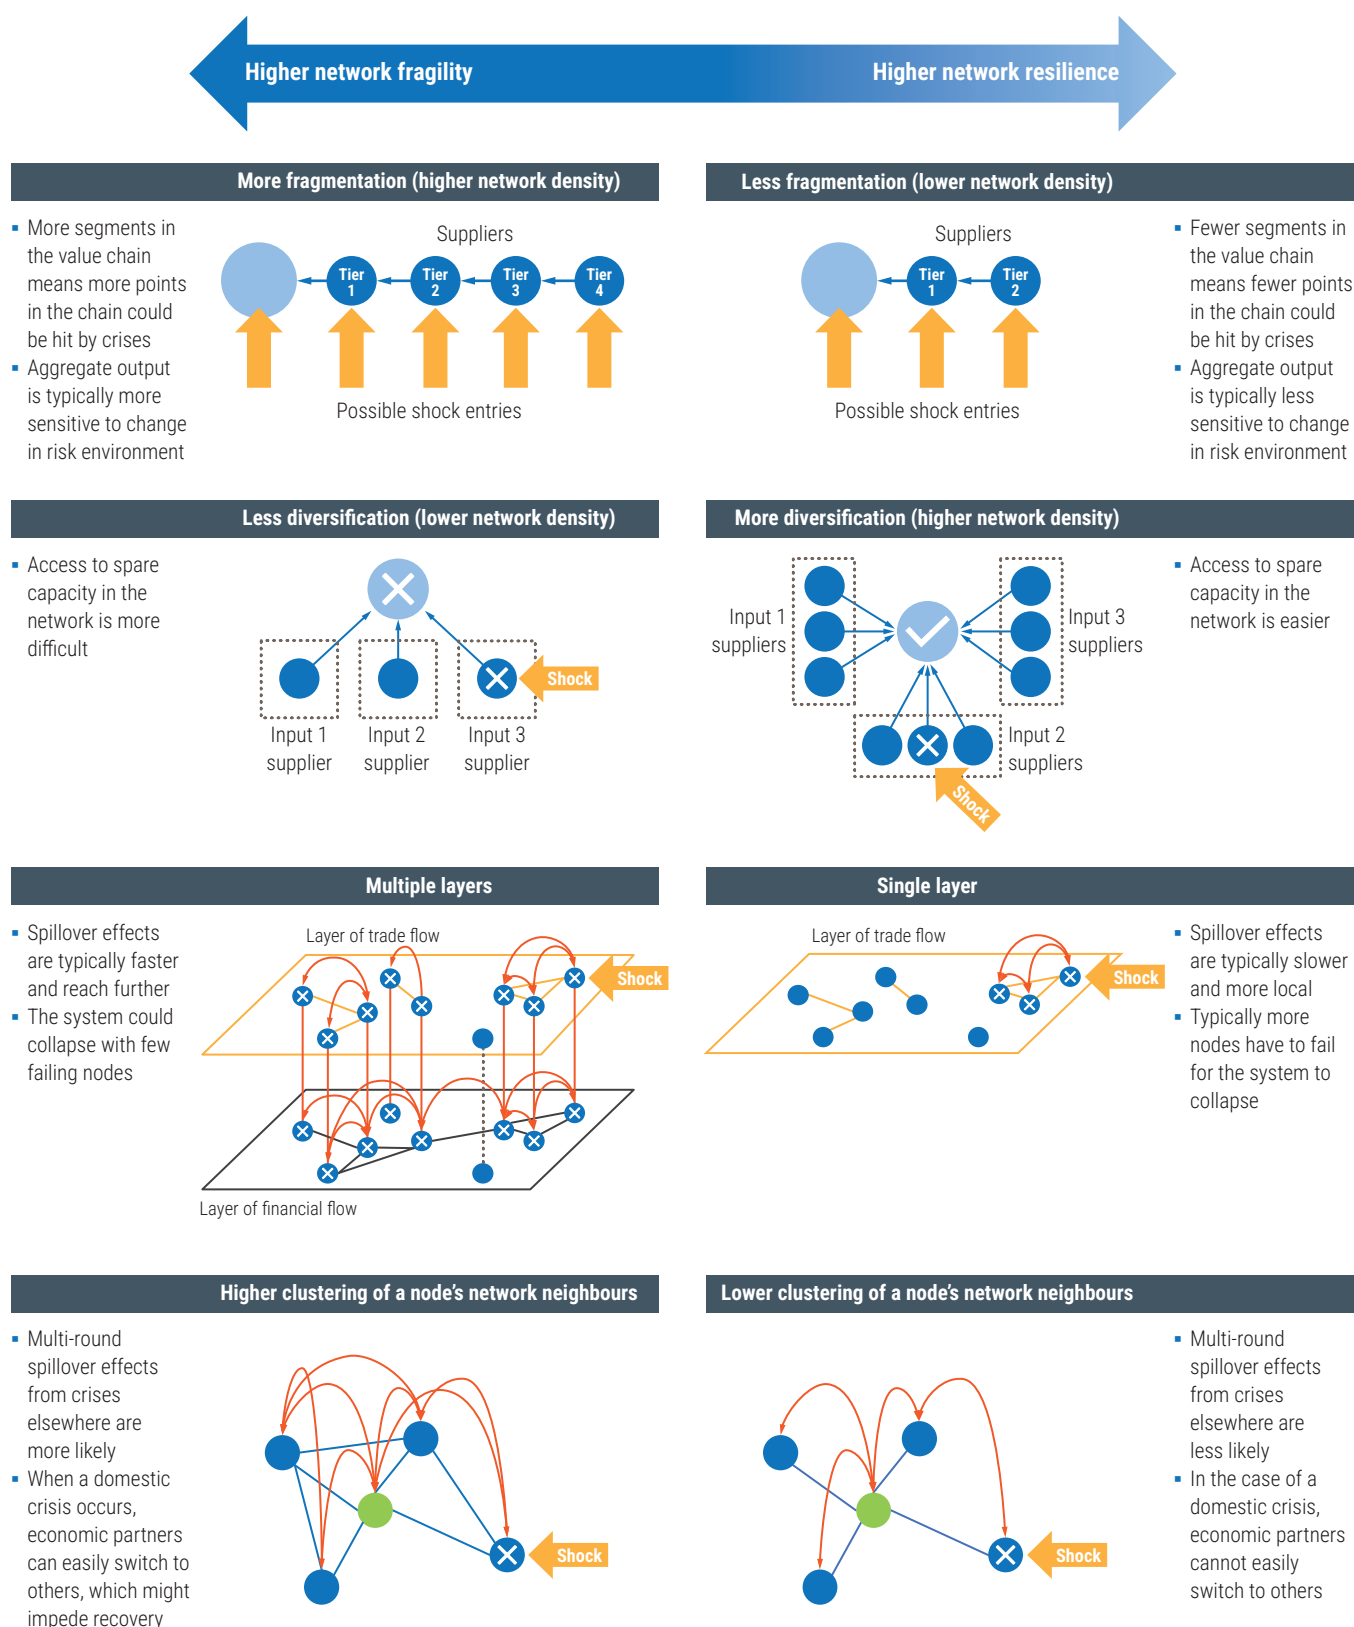 Higher network fragility
Higher network resilience
More fragmentation (higher network density)
▪ More segments in
the value chain
means more points
in the chain could
be hit by crises
▪ Aggregate output
is typically more
sensitive to change
in risk environment
Suppliers
Tier
1
Tier
2
Tier
3
Tier
4
Possible shock entries
Less fragmentation (lower network density)
Suppliers
Tier
1
Tier
2
Possible shock entries
▪ Fewer segments in
the value chain
means fewer points
in the chain could
be hit by crises
▪ Aggregate output
is typically less
sensitive to change
in risk environment
Less diversification (lower network density)
▪ Access to spare
capacity in the
network is more
difficult
Shock
Input 1
supplier
Input 2
supplier
Input 3
supplier
More diversification (higher network density)
Input 1
suppliers
Input 3
suppliers
Input 2
suppliers
Shock
▪ Access to spare
capacity in the
network is easier
Multiple layers
▪ Spillover effects
are typically faster
and reach further
▪ The system could
collapse with few
failing nodes
Layer of trade flow
Shock
Layer of financial flow
Single layer
Layer of trade flow
Shock
▪ Spillover effects
are typically slower
and more local
▪ Typically more
nodes have to fail
for the system to
collapse
Higher clustering of a node's network neighbours
▪ Multi-round
spillover effects
from crises
elsewhere are
more likely
▪ When a domestic
crisis occurs,
economic partners
can easily switch to
others, which might
impede recovery
Shock
Lower clustering of a node's network neighbours
Shock
▪ Multi-round
spillover effects
from crises
elsewhere are
less likely
▪ In the case of a
domestic crisis,
economic partners
cannot easily
switch to others